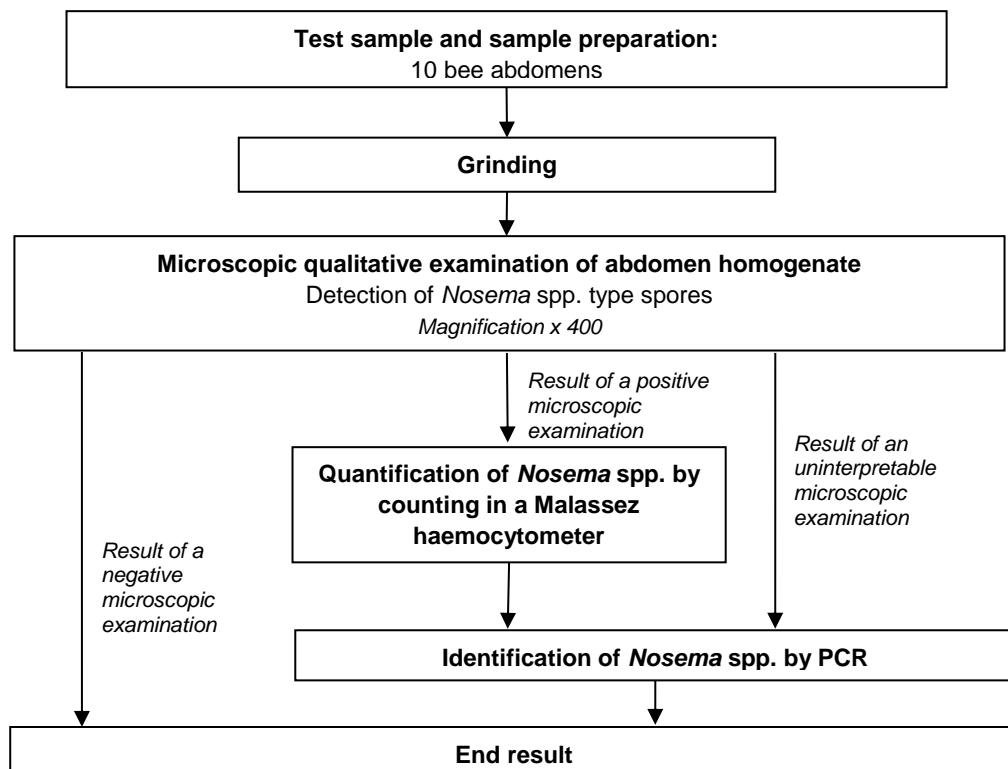 Test sample and sample preparation:
10 bee abdomens
Grinding
Microscopic qualitative examination of abdomen homogenate
Detection of Nosema spp. type spores
Magnification x 400
Result of a positive
microscopic
examination
Result of an
uninterpretable
microscopic
examination
Quantification of Nosema spp. by
counting in a Malassez
haemocytometer
Result of a
negative
microscopic
examination
Identification of Nosema spp. by PCR
End result